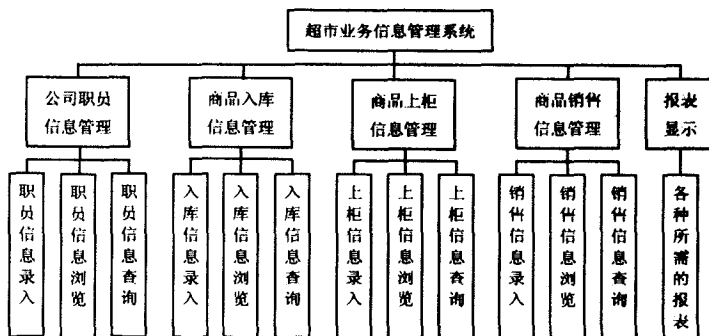 超市业务信息管理系统
公司职员
信息管理
商品入库
信息管理
商品上柜
信息管理
商品销售
信息管理
报表
显示
职员信息录入
职员信息浏览
职员信息查询
入库信息录入
入库信息浏览
入库信息查询
上柜信息录入
上柜信息浏览
上柜信息查询
销售信息录入
销售信息浏览
销售信息查询
各种所需的报表